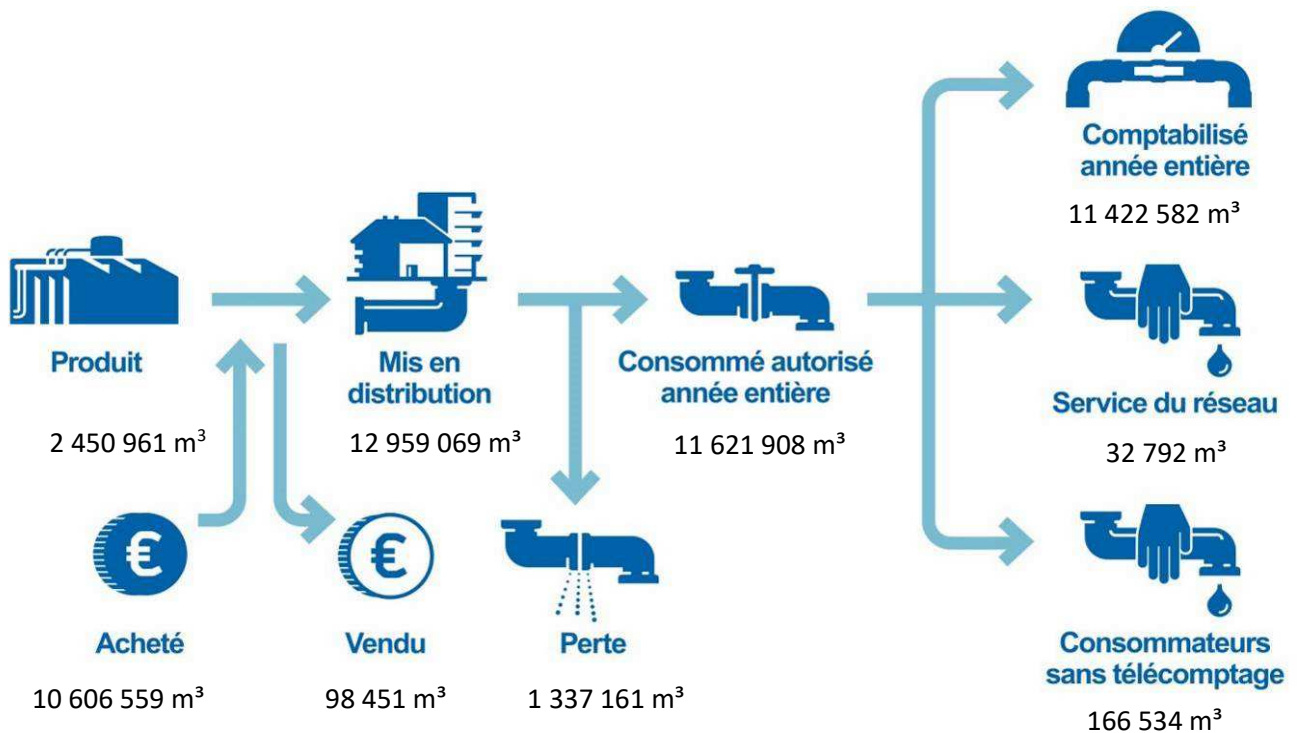 Comptabilisé
année entière
11 422 582 m³
Produit
2 450 961 m³
Mis en
distribution
12 959 069 m³
Consommé autorisé
année entière
11 621 908 m³
Service du réseau
32 792 m³
€
Acheté
10 606 559 m³
€
Vendu
98 451 m³
Perte
1 337 161 m³
Consommateurs
sans télécomptage
166 534 m³